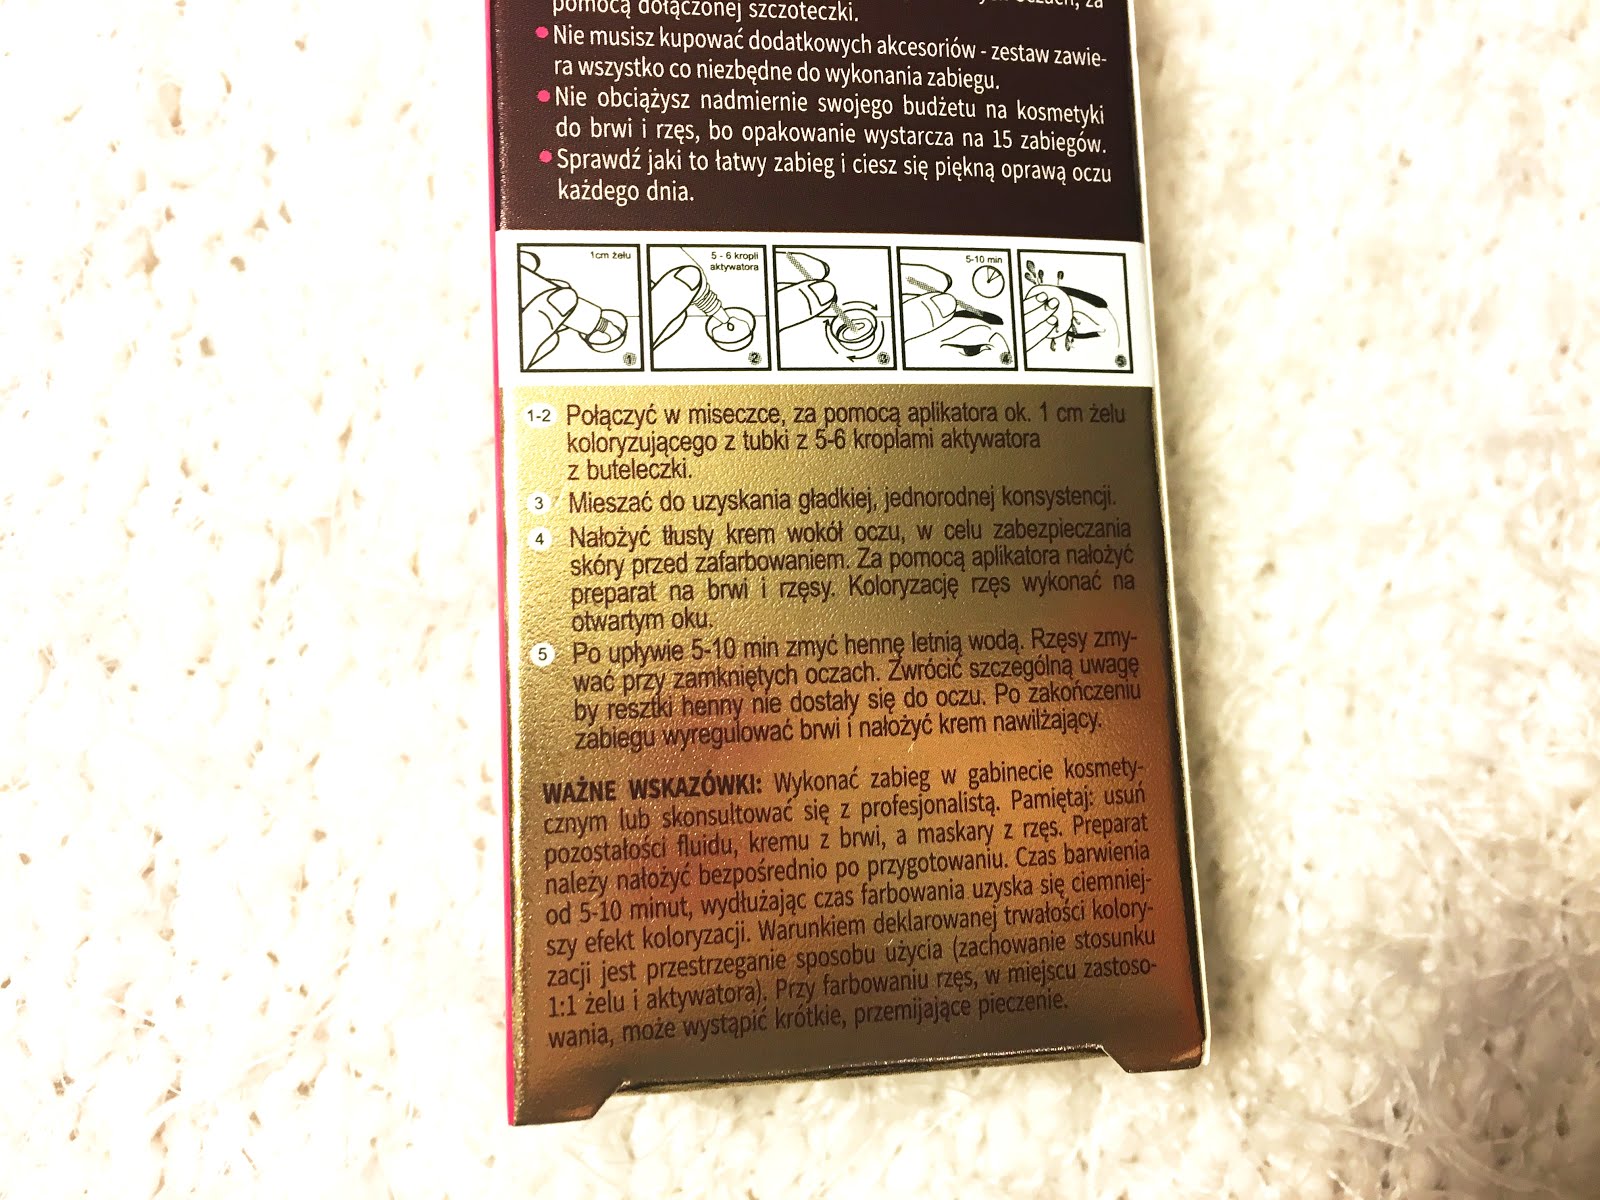 pomocą dołączonej szczoteczki.
Nie musisz kupować dodatkowych akcesoriów - zestaw zawie-
ra wszystko co niezbędne do wykonania zabiegu.
Nie obciążysz nadmiernie swojego budżetu na kosmetyki
do brwi i rzęs, bo opakowanie wystarcza na 15 zabiegów.
Sprawdź jaki to łatwy zabieg i ciesz się piękną oprawą oczu
każdego dnia.
1cm żelu
1
5 - 6 kropli
aktywatora
2
3
5-10 min
4
5
1-2 Połączyć w miseczce, za pomocą aplikatora ok. 1 cm żelu
koloryzującego z tubki z 5-6 kroplami aktywatora
z buteleczki.
3 Mieszać do uzyskania gładkiej, jednorodnej konsystencji.
4 Nałożyć tłusty krem wokół oczu, w celu zabezpieczania
skóry przed zafarbowaniem. Za pomocą aplikatora nałożyć
preparat na brwi i rzęsy. Koloryzację rzęs wykonać na
otwartym oku.
5 Po upływie 5-10 min zmyć hennę letnią wodą. Rzęsy zmy-
wać przy zamkniętych oczach. Zwrócić szczególną uwagę
by resztki henny nie dostały się do oczu. Po zakończeniu
zabiegu wyregulować brwi i nałożyć krem nawilżający.
WAŻNE WSKAZÓWKI: Wykonać zabieg w gabinecie kosmety-
cznym lub skonsultować się z profesjonalistą. Pamiętaj: usuń
pozostałości fluidu, kremu z brwi, a maskary z rzęs. Preparat
należy nałożyć bezpośrednio po przygotowaniu. Czas barwienia
od 5-10 minut, wydłużając czas farbowania uzyska się ciemniej-
szy efekt koloryzacji. Warunkiem deklarowanej trwałości kolory-
zacji jest przestrzeganie sposobu użycia (zachowanie stosunku
1:1 żelu i aktywatora). Przy farbowaniu rzęs, w miejscu zastoso-
wania, może wystąpić krótkie, przemijające pieczenie.